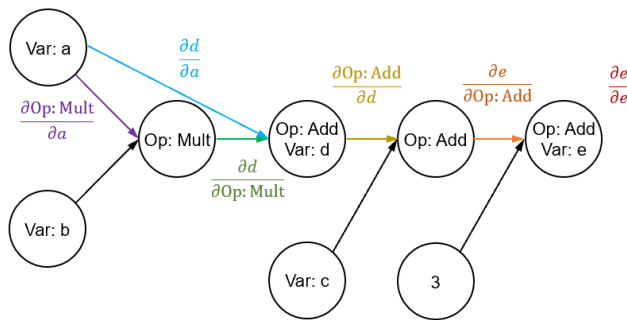 Var: a
∂d
∂a
∂Op: Mult
∂a
∂Op: Add
∂d
∂e
∂Op: Add
∂e
∂e
Op: Mult
Op: Add
Var: d
Op: Add
Op: Add
Var: e
∂d
∂Op: Mult
Var: b
Var: c
3